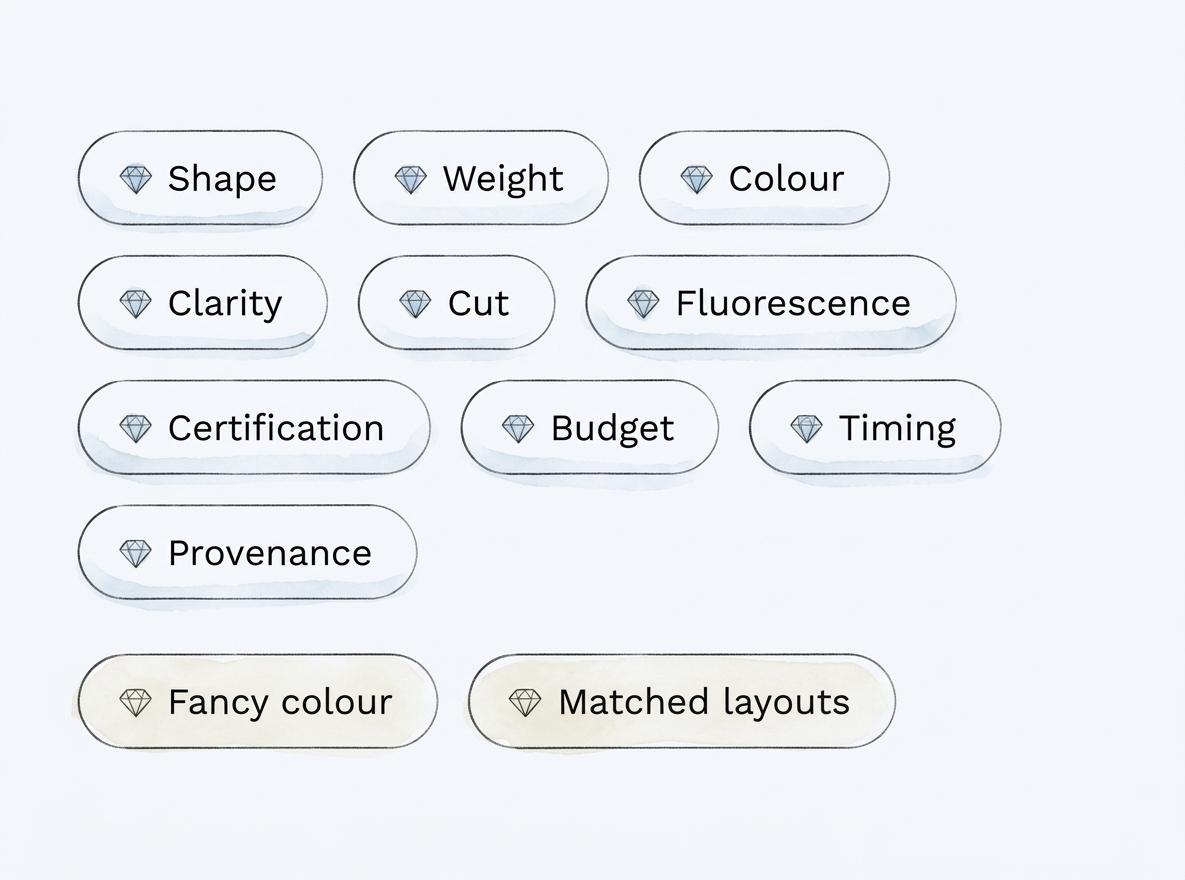 Shape Weight Colour
Clarity Cut Fluorescence
Certification Budget Timing
Provenance
Fancy colour Matched layouts